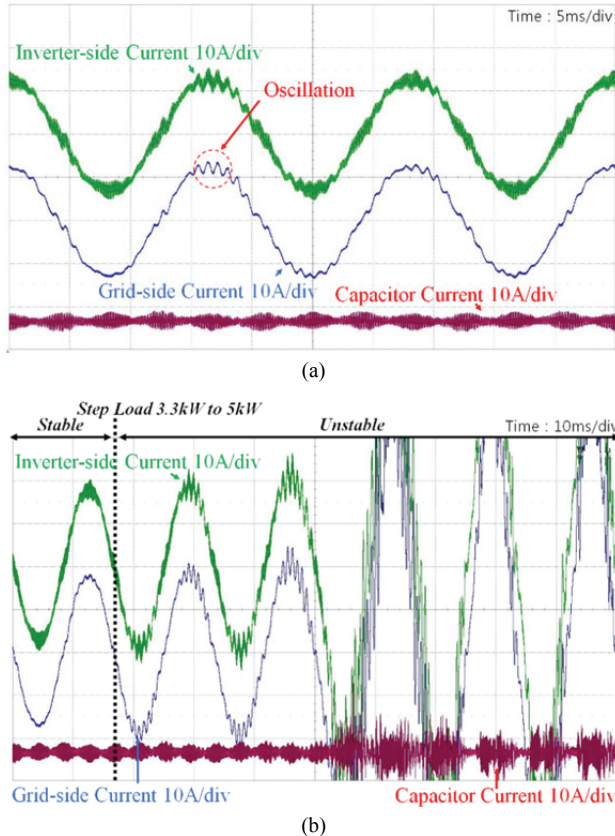 Time : 5ms/div
Inverter-side Current 10A/div
Oscillation
Grid-side Current 10A/div
Capacitor Current 10A/div
(a)
Step Load 3.3kW to 5kW
Stable
Unstable
Time : 10ms/div
Inverter-side Current 10A/div
Grid-side Current 10A/div
Capacitor Current 10A/div
(b)